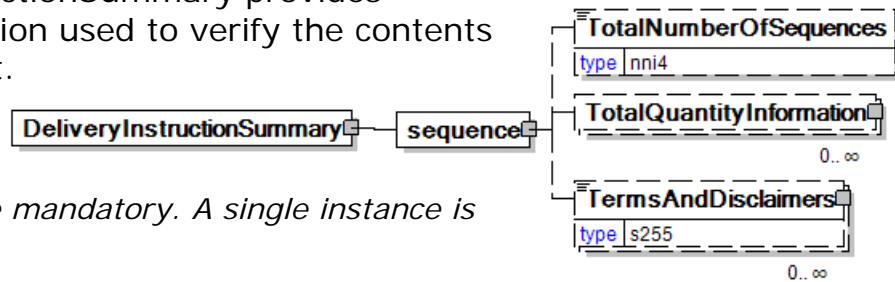 ctionSummary provides
ion used to verify the contents
t.
DeliveryInstructionSummary
sequence
TotalNumberOfSequences
type nni4
TotalQuantityInformation
0.. ∞
TermsAndDisclaimers
type s255
0.. ∞
e mandatory. A single instance is